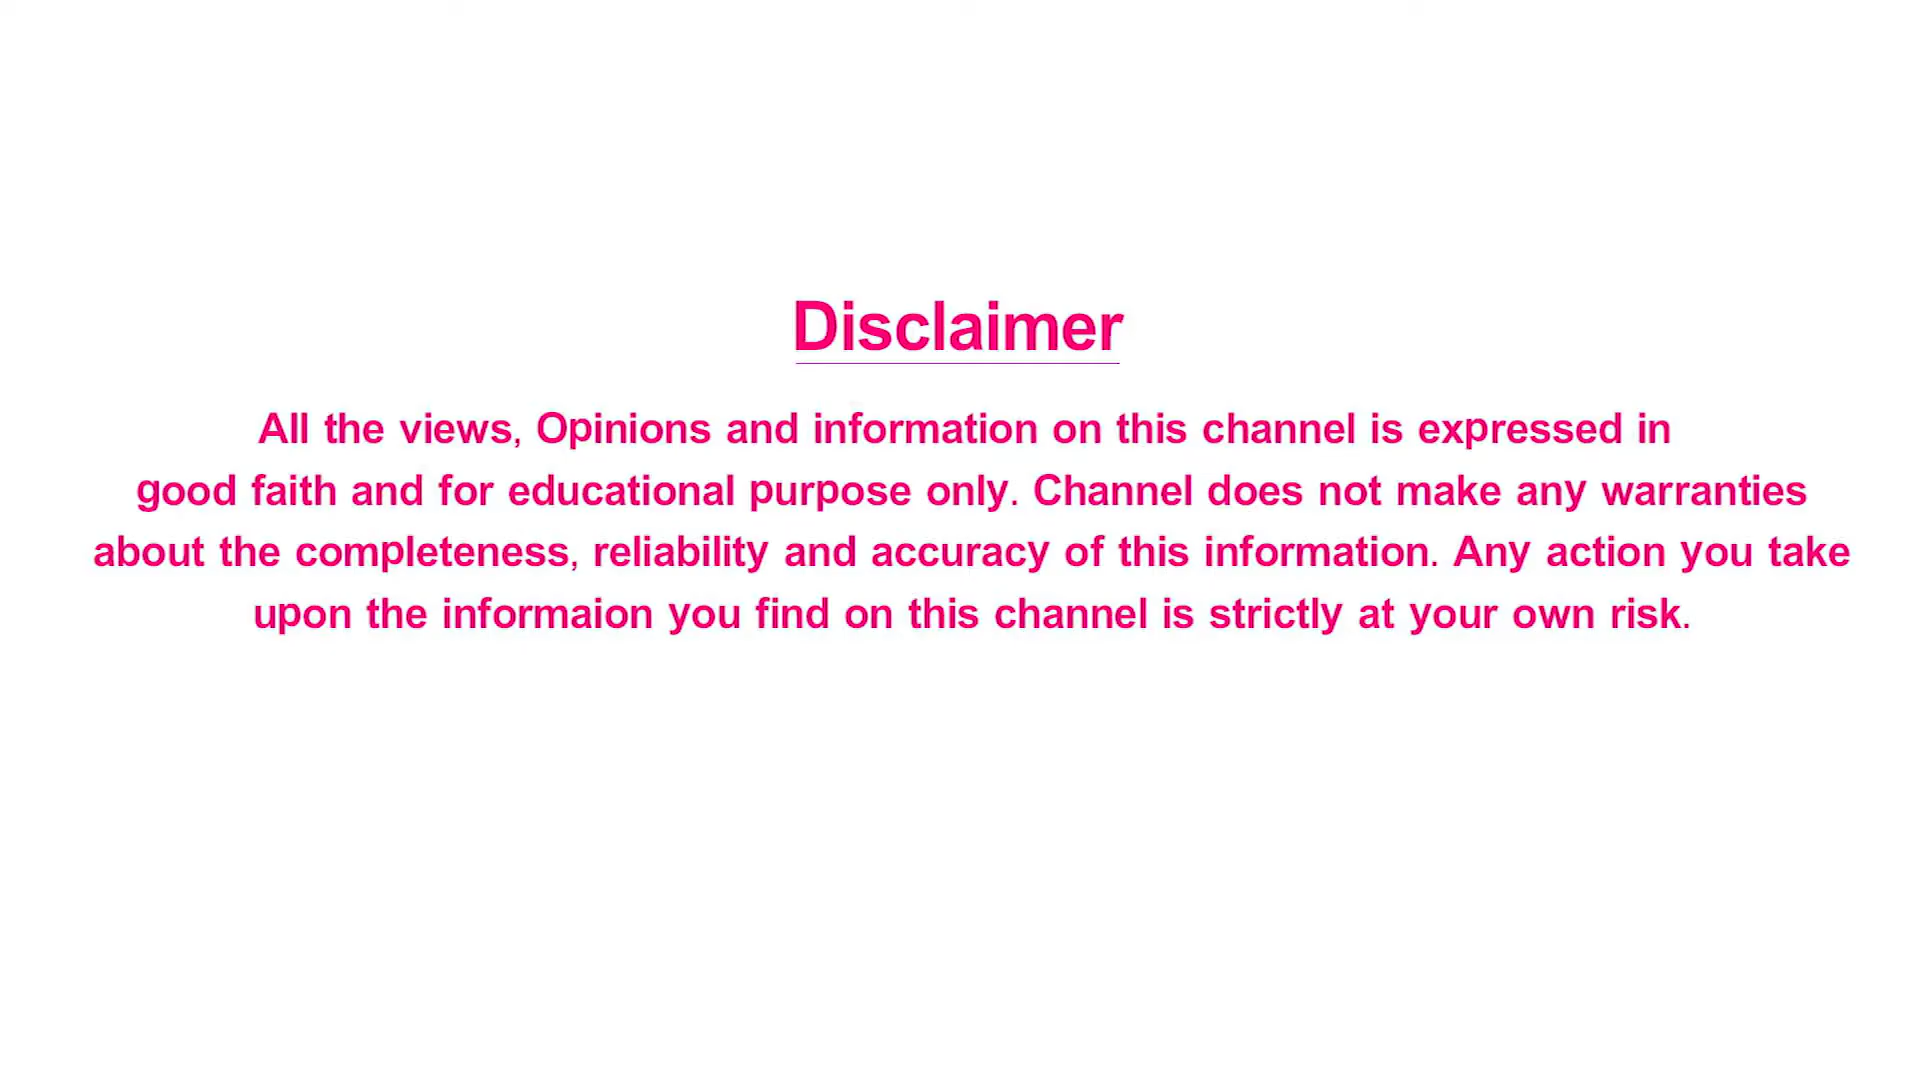 Disclaimer
All the views, Opinions and information on this channel is expressed in
good faith and for educational purpose only. Channel does not make any warranties
about the completeness, reliability and accuracy of this information. Any action you take
upon the informaion you find on this channel is strictly at your own risk.